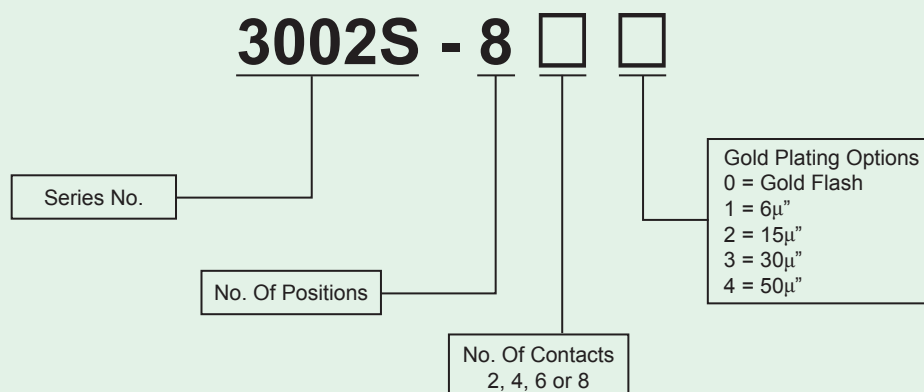 3002S - 8 □ □
Series No.
No. Of Positions
No. Of Contacts
2, 4, 6 or 8
Gold Plating Options
0 = Gold Flash
1 = 6μ”
2 = 15μ”
3 = 30μ”
4 = 50μ”